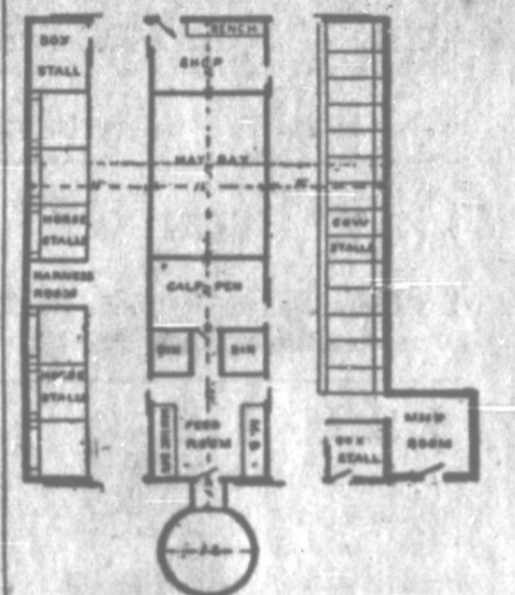 BOX
STALL
BENCH
SHOP
HAY BAY
HORSE
STALLS
HARNESS
ROOM
COW
STALLS
CALF PEN
BIN
BIN
HORSE
STALLS
FEED
ROOM
BOX
STALL
MILK
ROOM